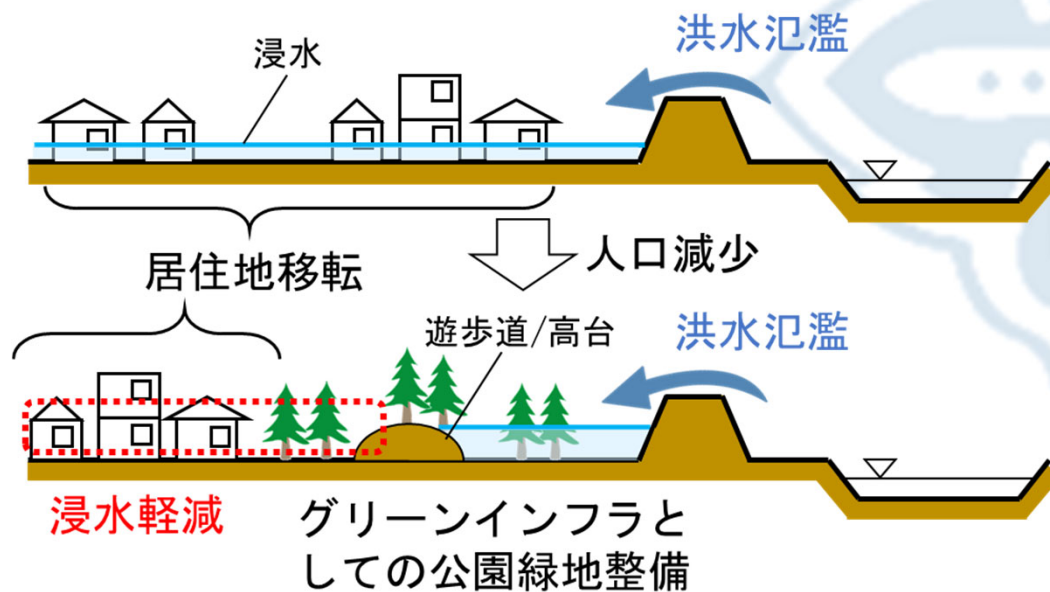 洪水氾濫
浸水
居住地移転
人口減少
遊歩道/高台
洪水氾濫
浸水軽減
グリーンインフラと
しての公園緑地整備